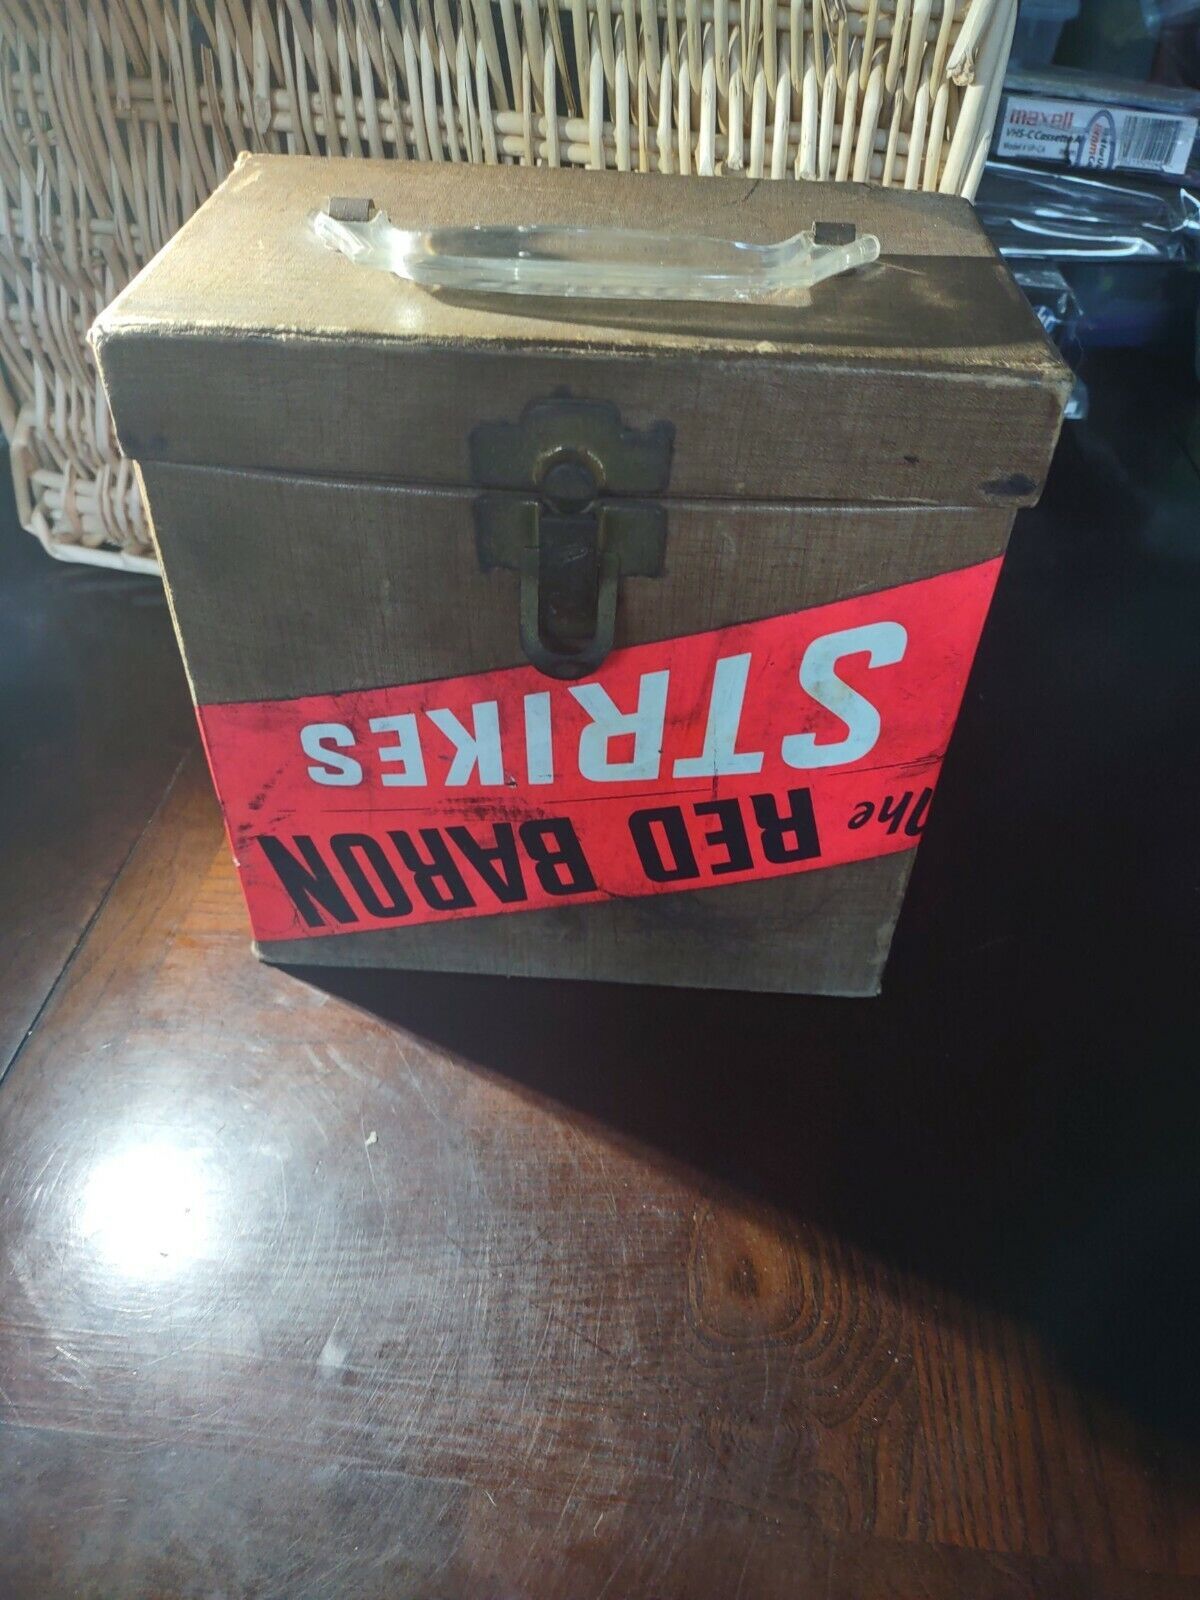 maxell
VHS-C Cassette
The RED BARON
STRIKES